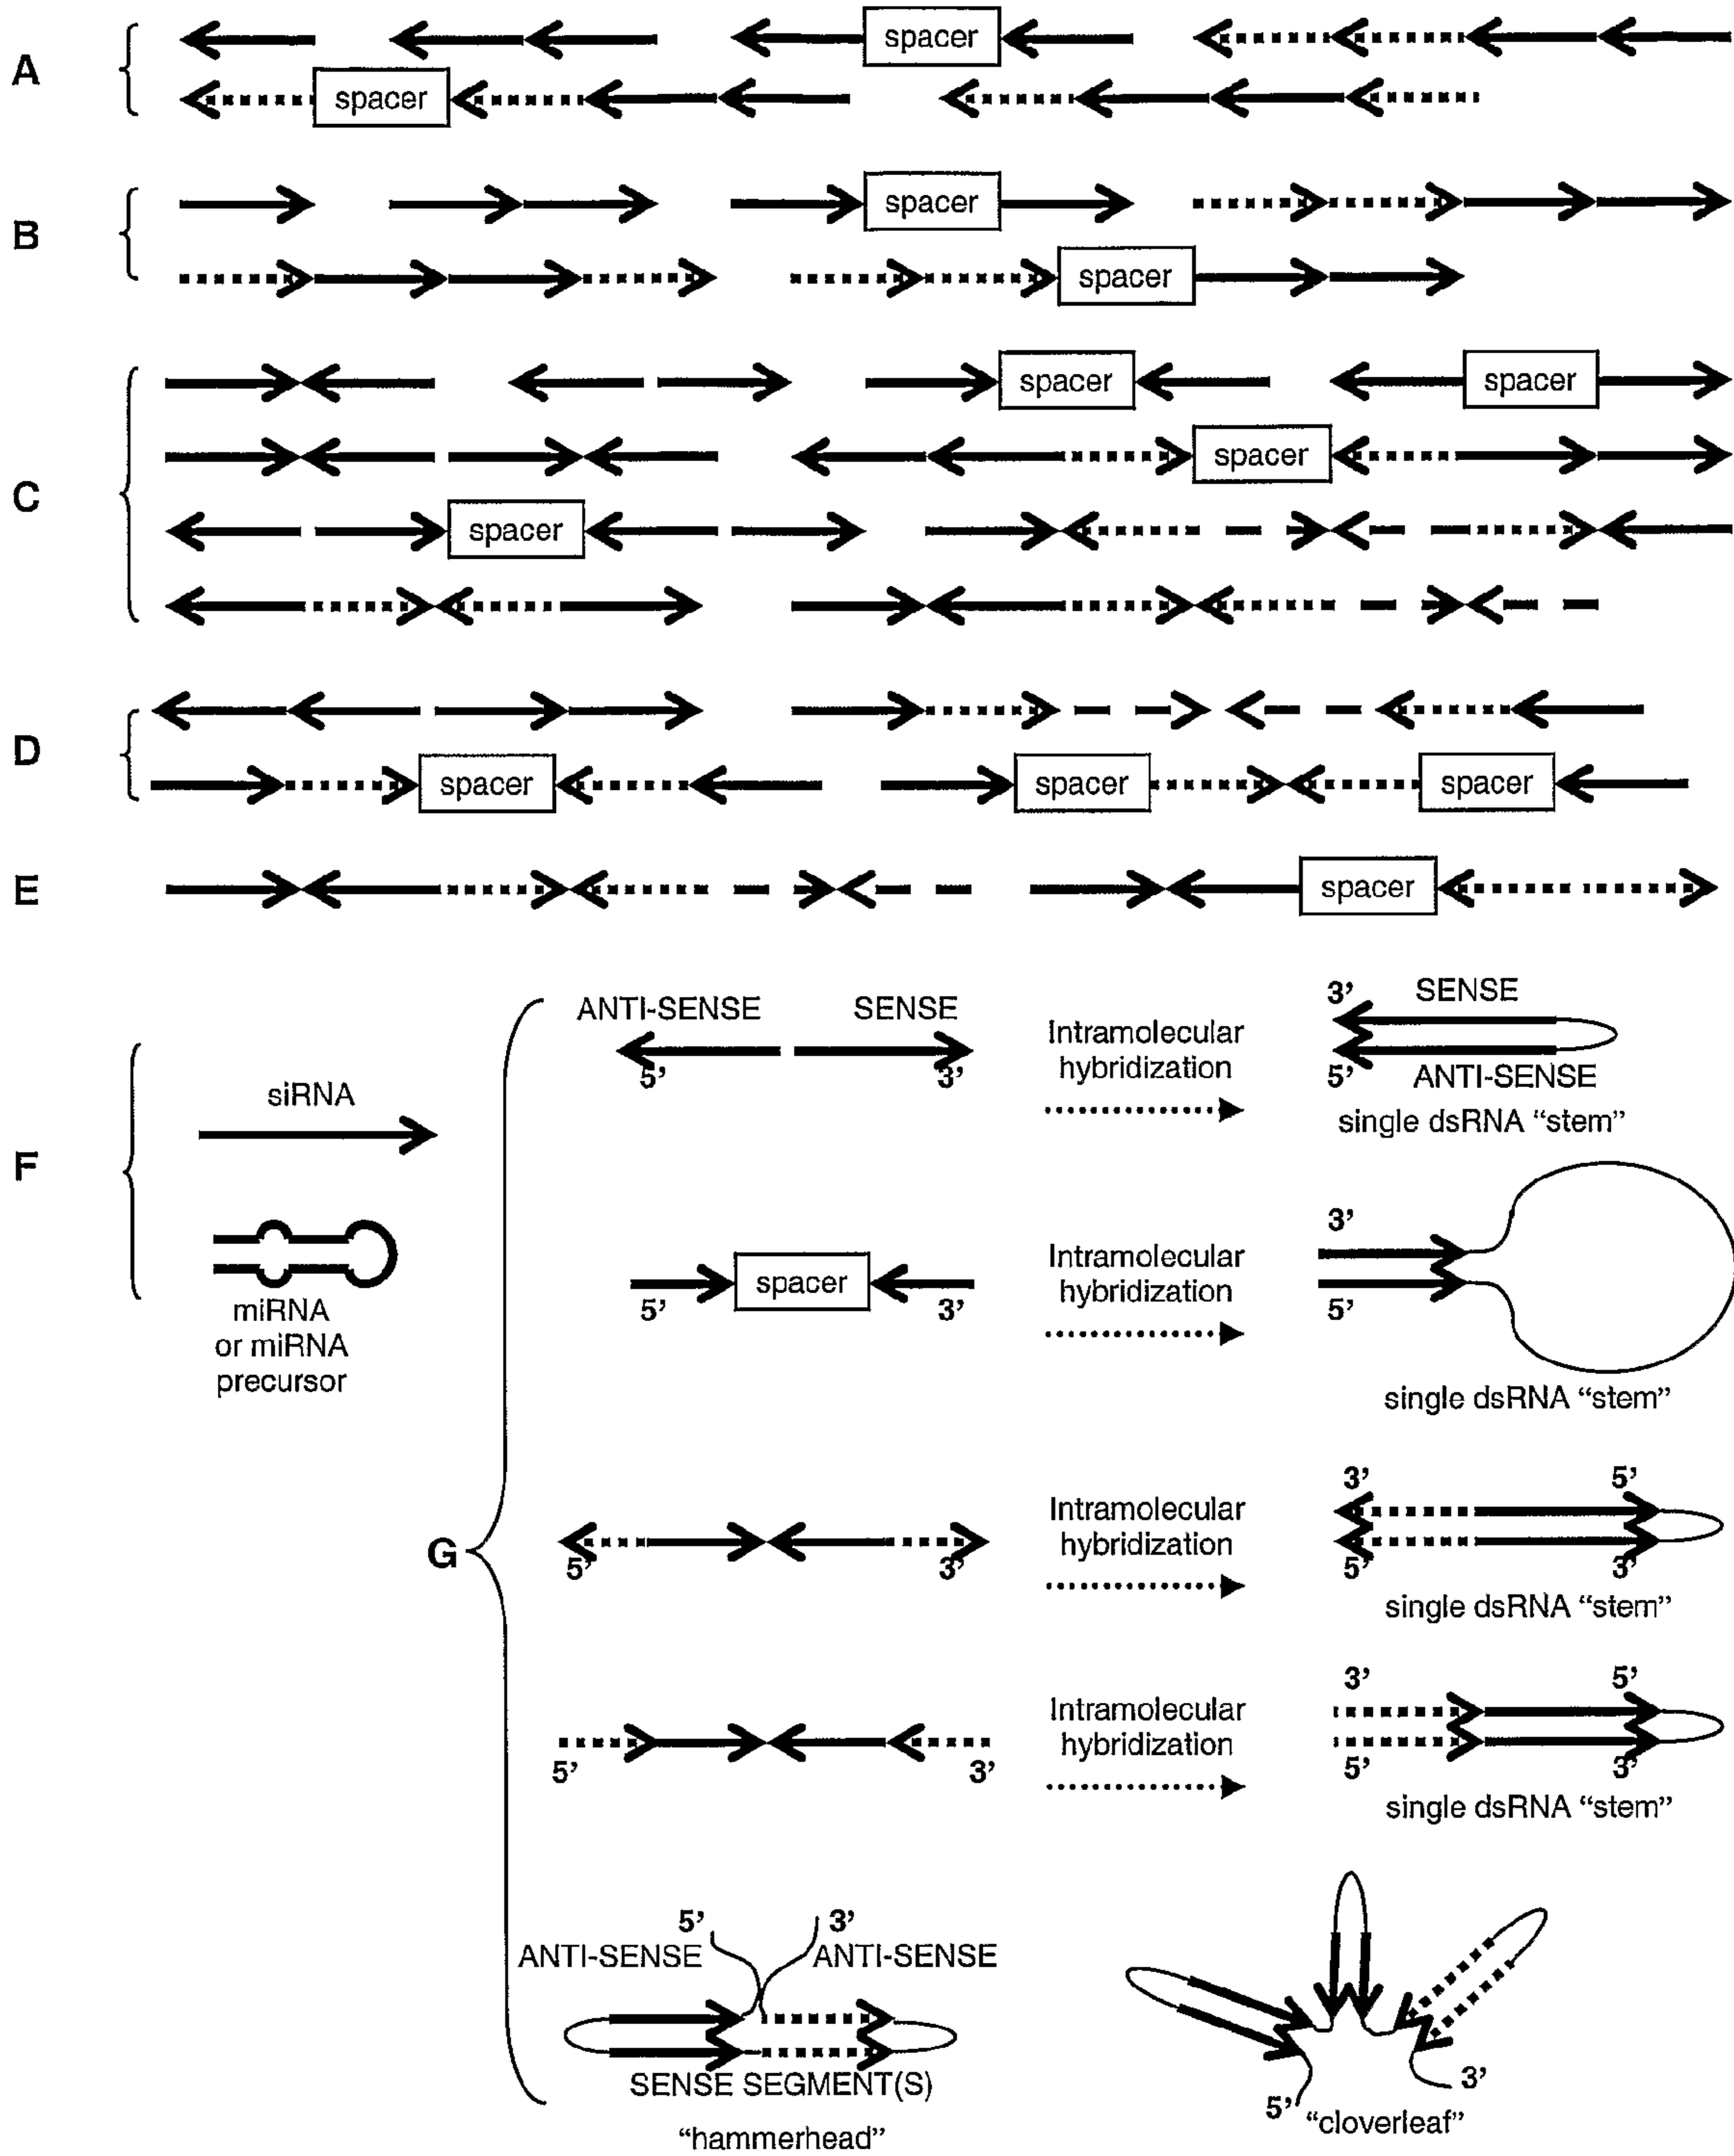 A
spacer
spacer
B
spacer
spacer
C
spacer
spacer
spacer
spacer
D
spacer
spacer
spacer
E
spacer
F
siRNA
miRNA
or miRNA
precursor
G
ANTI-SENSE
SENSE
5’
3’
Intramolecular
hybridization
3’
SENSE
5’
ANTI-SENSE
single dsRNA “stem”
spacer
5’
3’
Intramolecular
hybridization
3’
5’
single dsRNA “stem”
5’
3’
Intramolecular
hybridization
3’
5’
5’
3’
single dsRNA “stem”
5’
3’
Intramolecular
hybridization
3’
5’
5’
3’
single dsRNA “stem”
5’
3’
ANTI-SENSE
ANTI-SENSE
SENSE SEGMENT(S)
“hammerhead”
5’
3’
“cloverleaf”